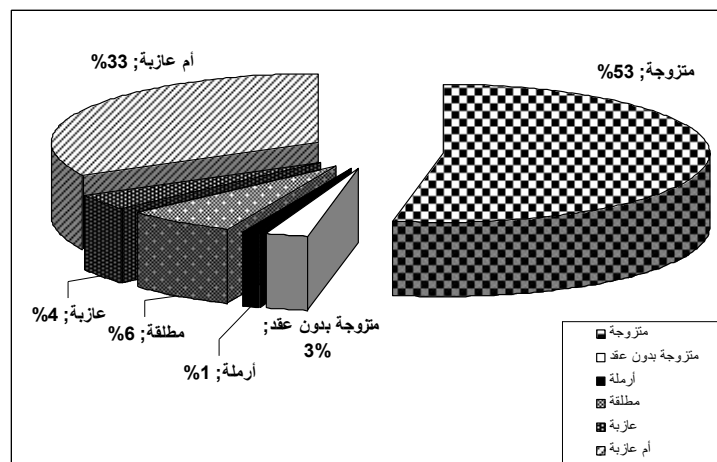 أم عازبة; 33%
متزوجة; 53%
عازبة; 4%
مطلقة; 6%
أرملة; 1%
متزوجة بدون عقد;
3%
متزوجة
متزوجة بدون عقد
أرملة
مطلقة
عازبة
أم عازبة